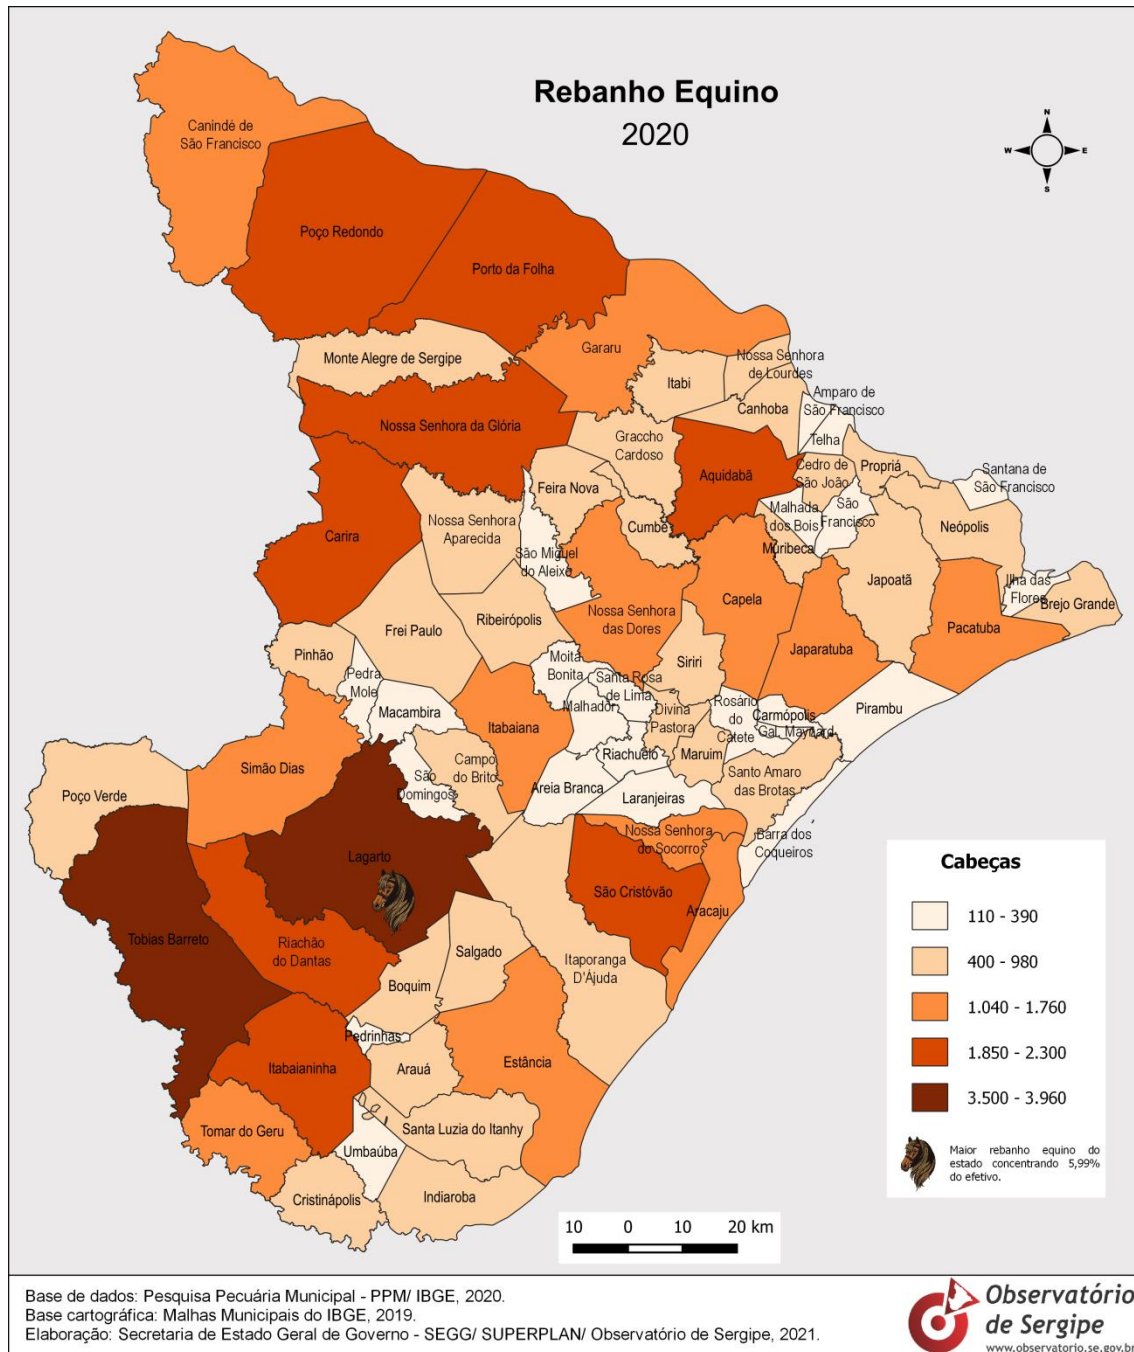 Rebanho Equino
2020
N
W
E
S
Canindé de
São Francisco
Poço Redondo
Porto da Folha
Monte Alegre de Sergipe
Gararu
Nossa Senhora
de Lourdes
Itabi
Amparo de
São Francisco
Canhoba
Nossa Senhora da Glória
Graccho
Cardoso
Telha
Aquidabã
Cedro de
São João
Propriá
Santana de
São Francisco
Feira Nova
Malhada
dos Bois
São
Francisco
Neópolis
Nossa Senhora
Aparecida
Cumbe
Carira
São Miguel
do Aleixo
Muribeca
Japoatã
Ilha das
Flores
Brejo Grande
Nossa Senhora
das Dores
Capela
Pacatuba
Ribeirópolis
Frei Paulo
Japaratuba
Pinhão
Moita
Bonita
Siriri
Pedra
Mole
Santa Rosa
de Lima
Malhador
Rosário
do
Catete
Carmópolis
Gal. Maynard
Pirambu
Macambira
Divina
Pastora
Itabaiana
Riachuelo
Maruim
Simão Dias
Campo
do Brito
Santo Amaro
das Brotas
Poço Verde
São
Domingos
Areia Branca
Laranjeiras
Nossa Senhora
do Socorro
Barra dos
Coqueiros
Lagarto
São Cristóvão
Aracaju
Tobias Barreto
Riachão
do Dantas
Salgado
Itaporanga
D'Ájuda
Boquim
Pedrinhas
Itabaianinha
Arauá
Estância
Tomar do Geru
Santa Luzia do Itanhy
Umbaúba
Cristinápolis
Indiaroba
Cabeças
110 - 390
400 - 980
1.040 - 1.760
1.850 - 2.300
3.500 - 3.960
Maior rebanho equino do
estado concentrando 5,99%
do efetivo.
10 0 10 20 km
Base de dados: Pesquisa Pecuária Municipal - PPM/ IBGE, 2020.
Base cartográfica: Malhas Municipais do IBGE, 2019.
Elaboração: Secretaria de Estado Geral de Governo - SEGG/ SUPERPLAN/ Observatório de Sergipe, 2021.
Observatório
de Sergipe
www.observatorio.se.gov.br